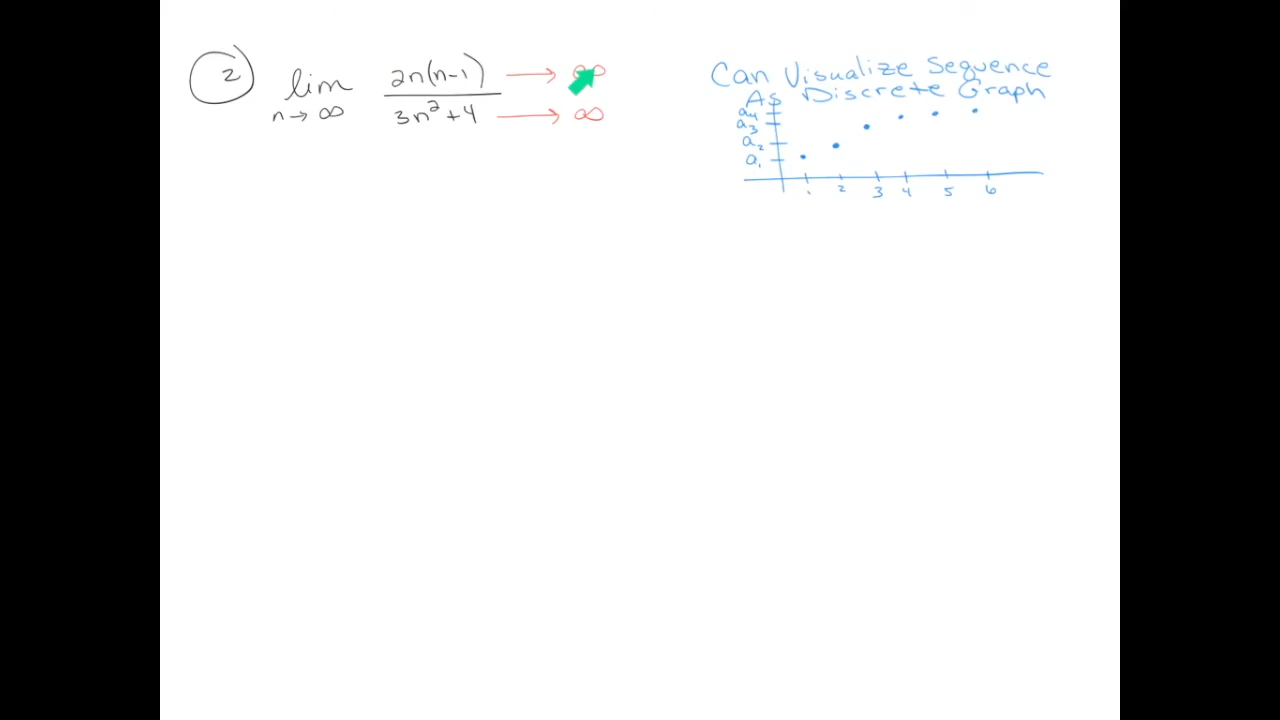 2
lim 2n(n-1) → ∞
n→∞ 3n²+4 → ∞
Can Visualize Sequence
As Discrete Graph
a₄
a₃
a₂
a₁
1 2 3 4 5 6